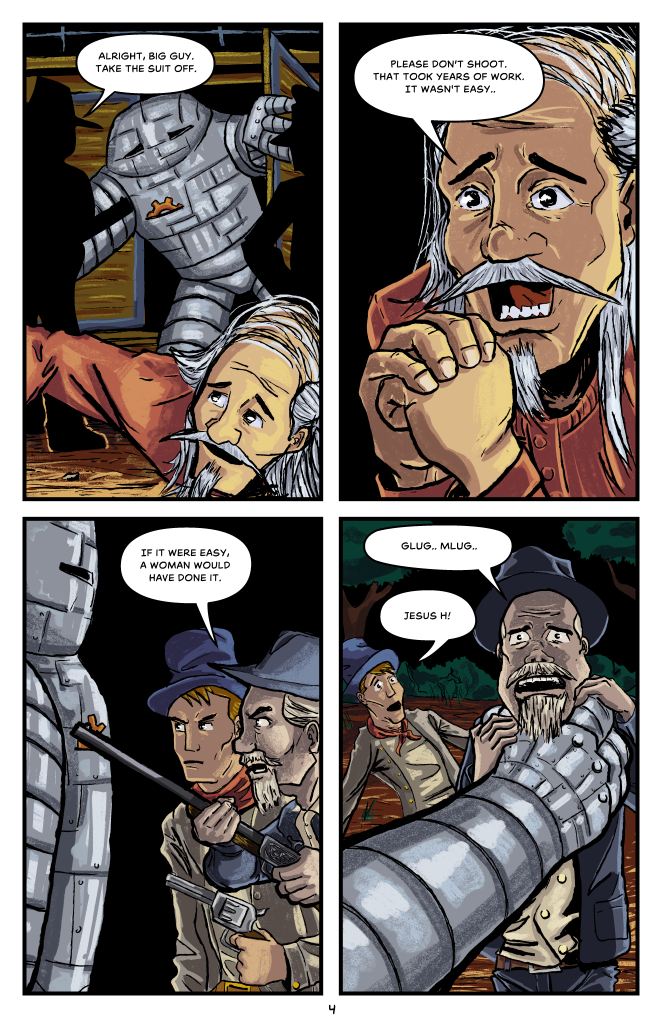 ALRIGHT, BIG GUY.
TAKE THE SUIT OFF.
PLEASE DON'T SHOOT.
THAT TOOK YEARS OF WORK.
IT WASN'T EASY..
IF IT WERE EASY,
A WOMAN WOULD
HAVE DONE IT.
GLUG.. MLUG..
JESUS H!
4